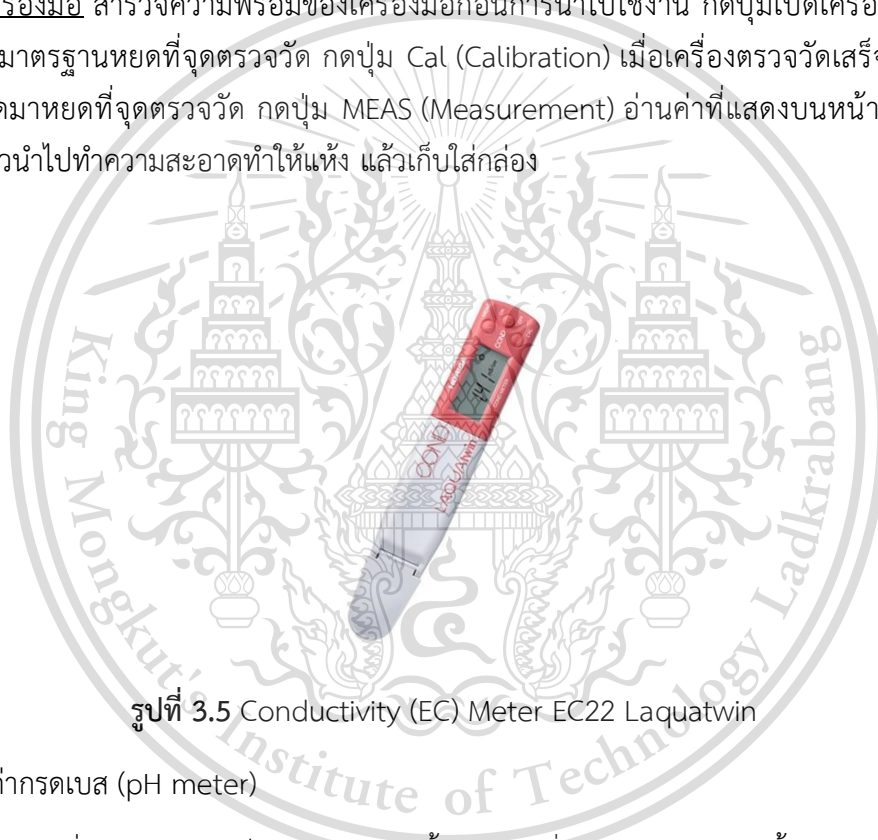 รื่องมือ สำรวจความพร้อมของเครื่องมือก่อนการนำไปใช้งาน กดปุ่มเปิดเครื่อ
มาตรฐานหยดที่จุดตรวจวัด กดปุ่ม Cal (Calibration) เมื่อเครื่องตรวจวัดเสร็จ
มาหยดที่จุดตรวจวัด กดปุ่ม MEAS (Measurement) อ่านค่าที่แสดงบนหน้า
วนำไปทำความสะอาดทำให้แห้ง แล้วเก็บใส่กล่อง
COND
LAQUAtwin
King Mongkut's Institute of Technology Ladkrabang
รูปที่ 3.5 Conductivity (EC) Meter EC22 Laquatwin
ค่ากรดเบส (pH meter)